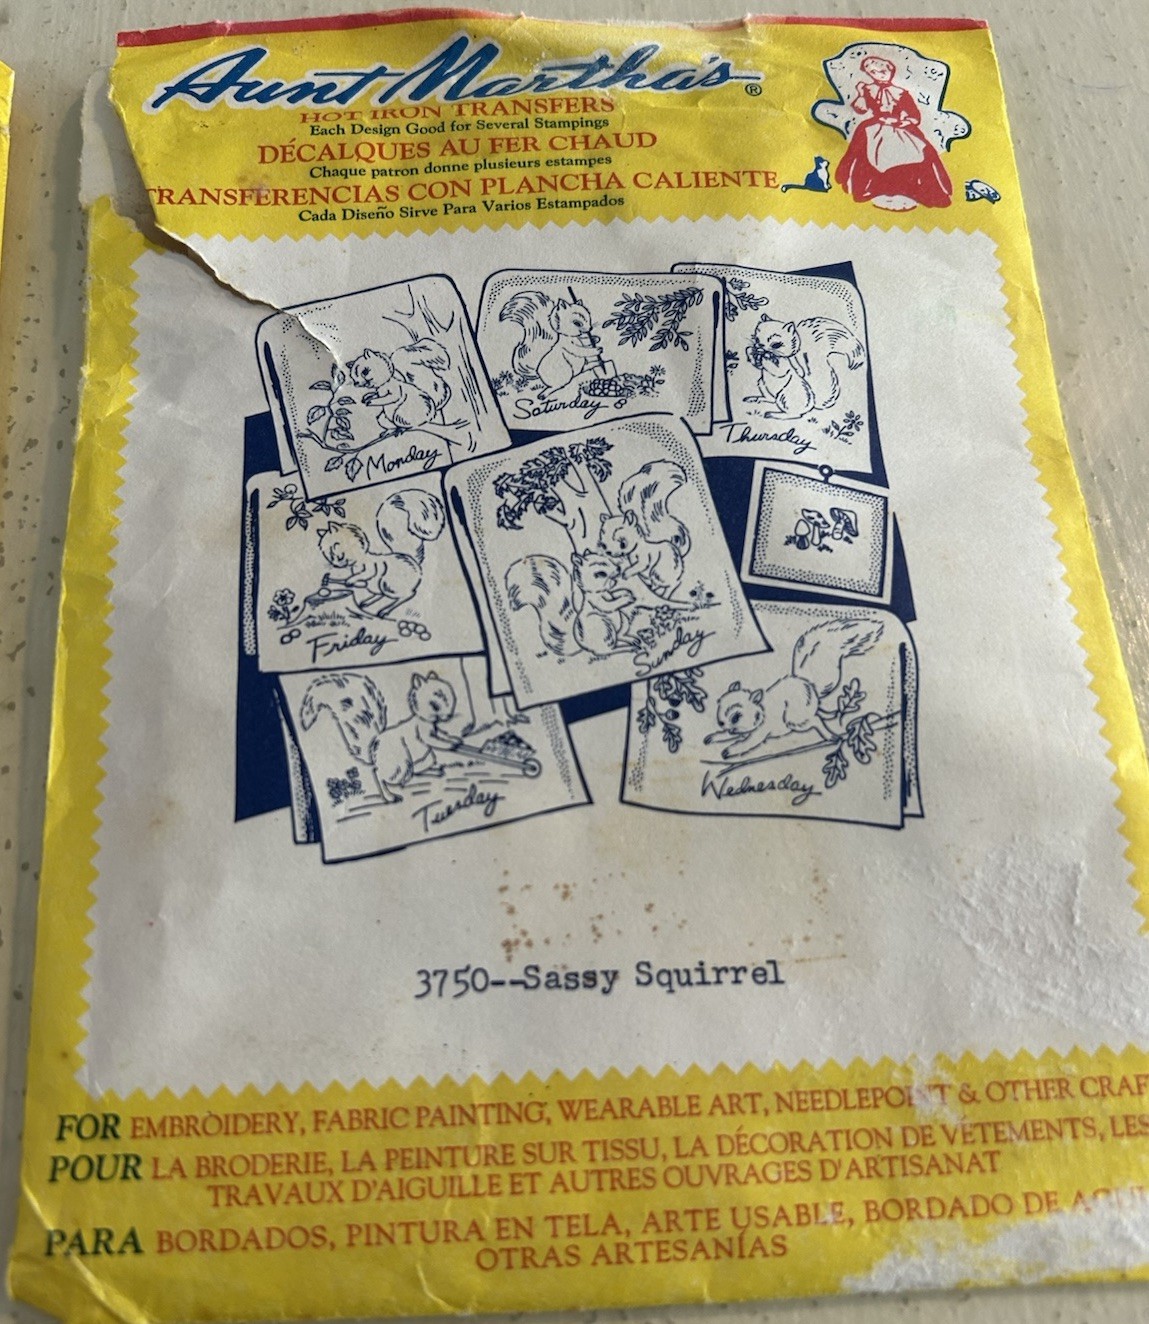 Aunt Martha's ®
HOT IRON TRANSFERS
Each Design Good for Several Stampings
DÉCALQUES AU FER CHAUD
Chaque patron donne plusieurs estampes
TRANSFERENCIAS CON PLANCHA CALIENTE
Cada Diseño Sirve Para Varios Estampados
Monday
Saturday
Thursday
Friday
Sunday
Tuesday
Wednesday
3750--Sassy Squirrel
FOR EMBROIDERY, FABRIC PAINTING, WEARABLE ART, NEEDLEPOINT & OTHER CRAF
POUR LA BRODERIE, LA PEINTURE SUR TISSU, LA DÉCORATION DE VÊTEMENTS, LES
TRAVAUX D'AIGUILLE ET AUTRES OUVRAGES D'ARTISANAT
PARA BORDADOS, PINTURA EN TELA, ARTE USABLE, BORDADO DE
OTRAS ARTESANÍAS